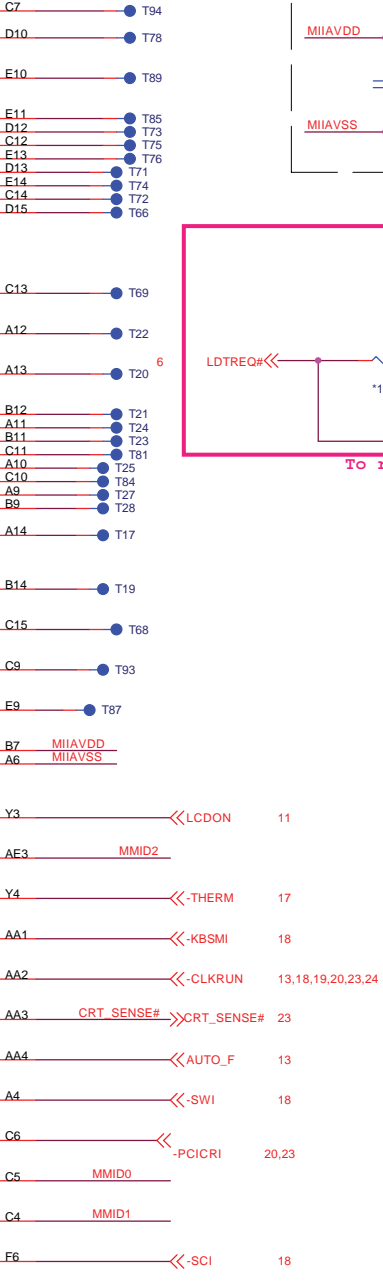 C7 T94
MIIAVDD
D10 T78
E10 T89
E11 T85
MIIAVSS
D12 T73
C12 T75
E13 T76
D13 T71
E14 T74
C14 T72
D15 T66
C13 T69
A12 T22
6 LDTREQ#
A13 T20
*1
B12 T21
A11 T24
B11 T23
C11 T81
To
A10 T25
C10 T84
A9 T27
B9 T28
A14 T17
B14 T19
C15 T68
C9 T93
E9 T87
B7 MIIAVDD
A6 MIIAVSS
Y3 LCDON 11
AE3 MMID2
Y4 -THERM 17
AA1 -KBSMI 18
AA2 -CLKRUN 13,18,19,20,23,24
AA3 CRT_SENSE# CRT_SENSE# 23
AA4 AUTO_F 13
A4 -SWI 18
C6 -PCICRI 20,23
C5 MMID0
C4 MMID1
F6 -SCI 18